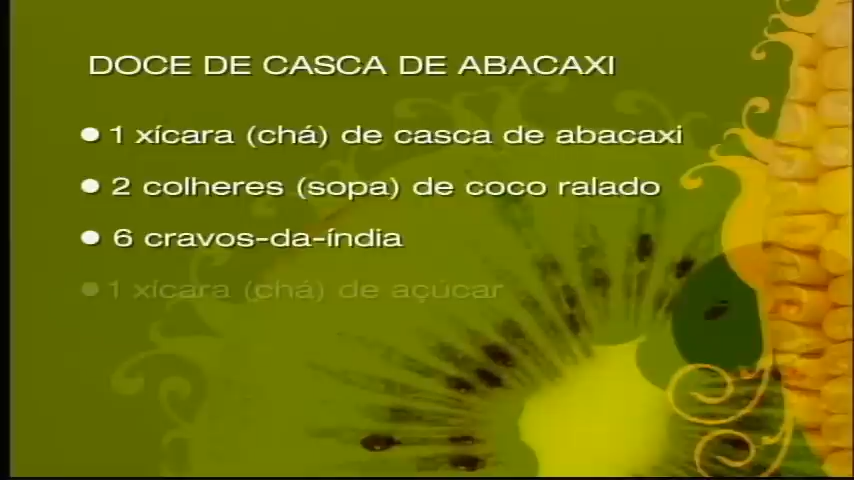 DOCE DE CASCA DE ABACAXI
● 1 xícara (chá) de casca de abacaxi
● 2 colheres (sopa) de coco ralado
● 6 cravos-da-índia
● 1 xícara (chá) de açúcar